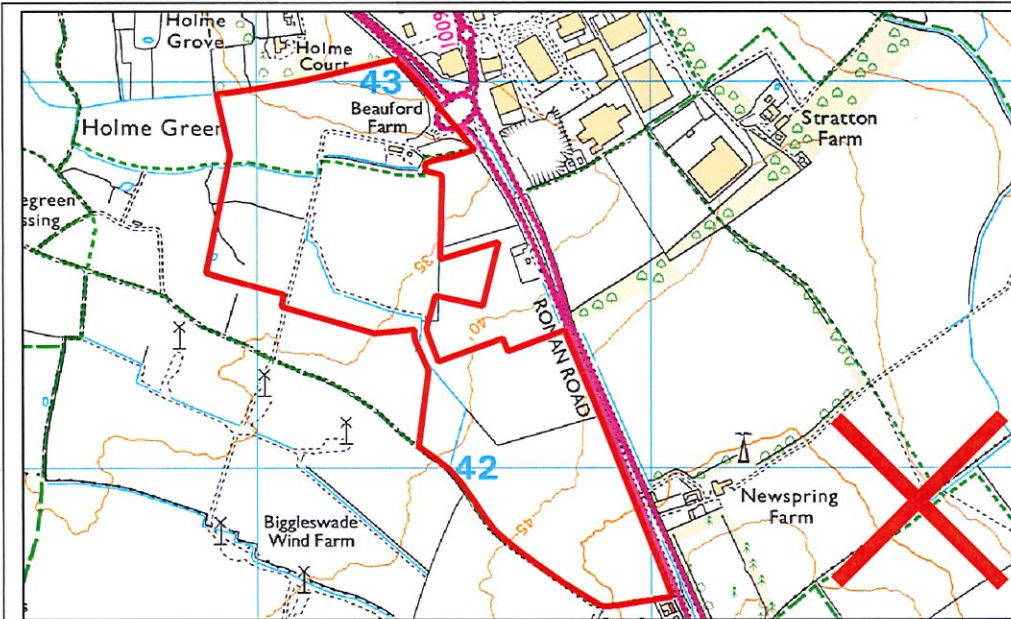 Holme
Grove
Holme
Court
1009
43
Beauford
Farm
Holme Green
Stratton
Farm
egreen
ssing
35
40
ROMAN ROAD
42
45
Newspring
Farm
Biggleswade
Wind Farm
s